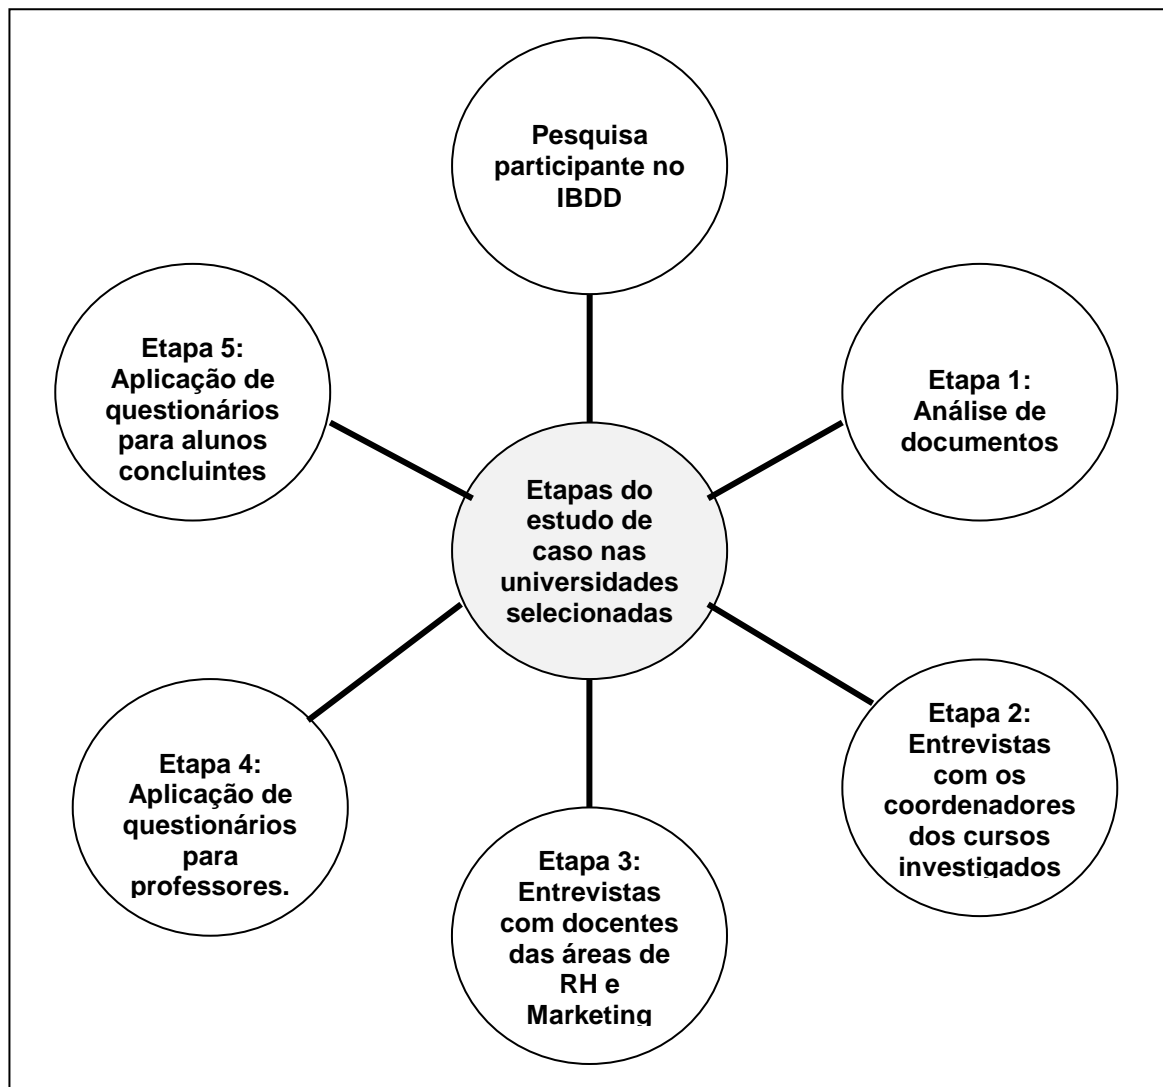 Pesquisa
participante no
IBDD
Etapa 1:
Análise de
documentos
Etapa 2:
Entrevistas
com os
coordenadores
dos cursos
investigados
Etapa 3:
Entrevistas
com docentes
das áreas de
RH e
Marketing
Etapa 4:
Aplicação de
questionários
para
professores.
Etapa 5:
Aplicação de
questionários
para alunos
concluintes
Etapas do
estudo de
caso nas
universidades
selecionadas